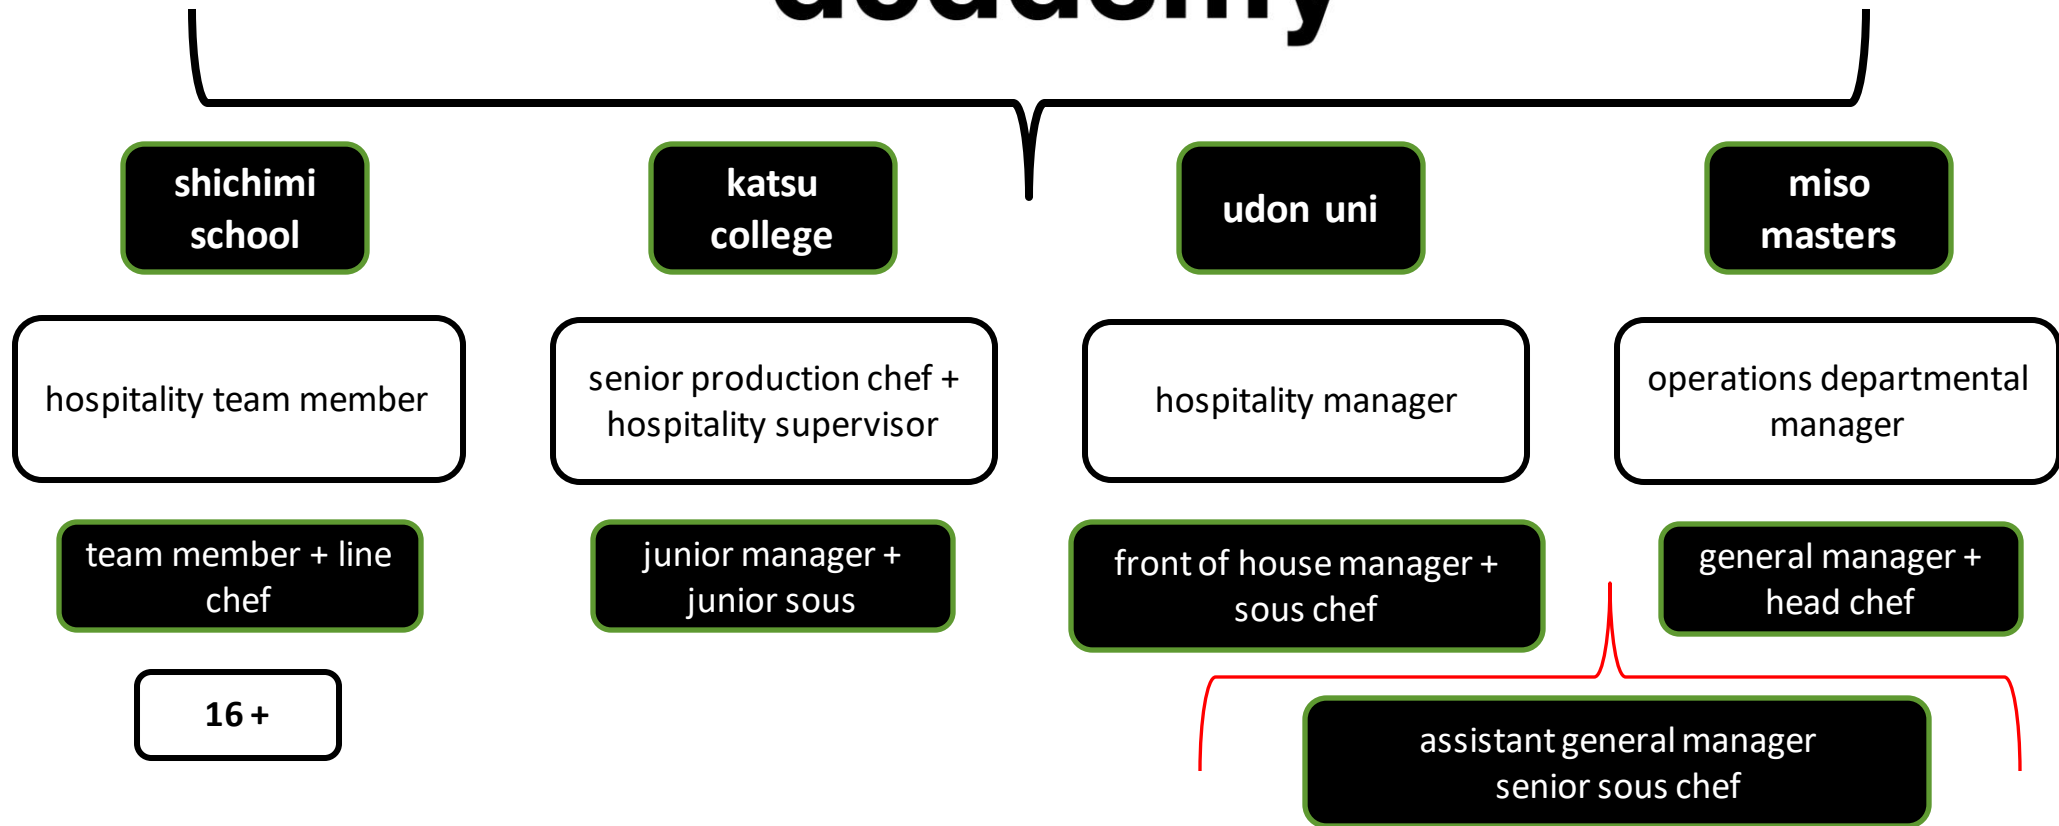 academy
shichimi
school
katsu
college
udon uni
miso
masters
hospitality team member
senior production chef +
hospitality supervisor
hospitality manager
operations departmental
manager
team member + line
chef
junior manager +
junior sous
front of house manager +
sous chef
general manager +
head chef
16 +
assistant general manager
senior sous chef